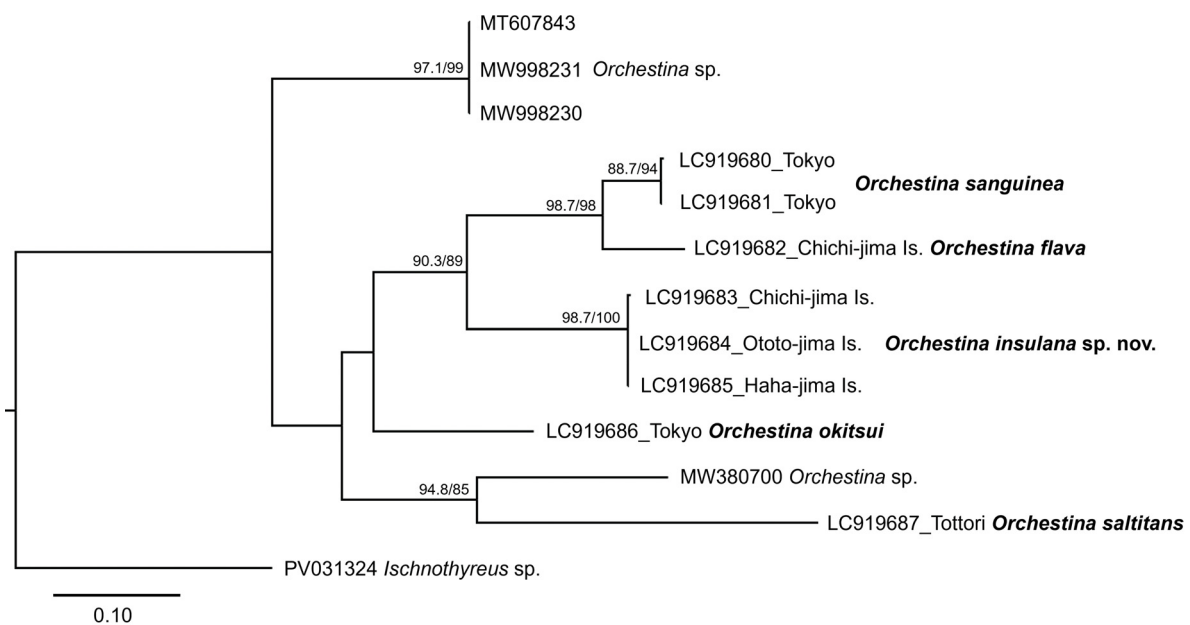 MT607843
97.1/99
MW998231 Orchestina sp.
MW998230
LC919680_Tokyo
88.7/94
Orchestina sanguinea
LC919681_Tokyo
98.7/98
LC919682_Chichi-jima Is. Orchestina flava
90.3/89
LC919683_Chichi-jima Is.
98.7/100
LC919684_Ototo-jima Is. Orchestina insulana sp. nov.
LC919685_Haha-jima Is.
LC919686_Tokyo Orchestina okitsui
MW380700 Orchestina sp.
94.8/85
LC919687_Tottori Orchestina saltitans
PV031324 Ischnothyreus sp.
0.10